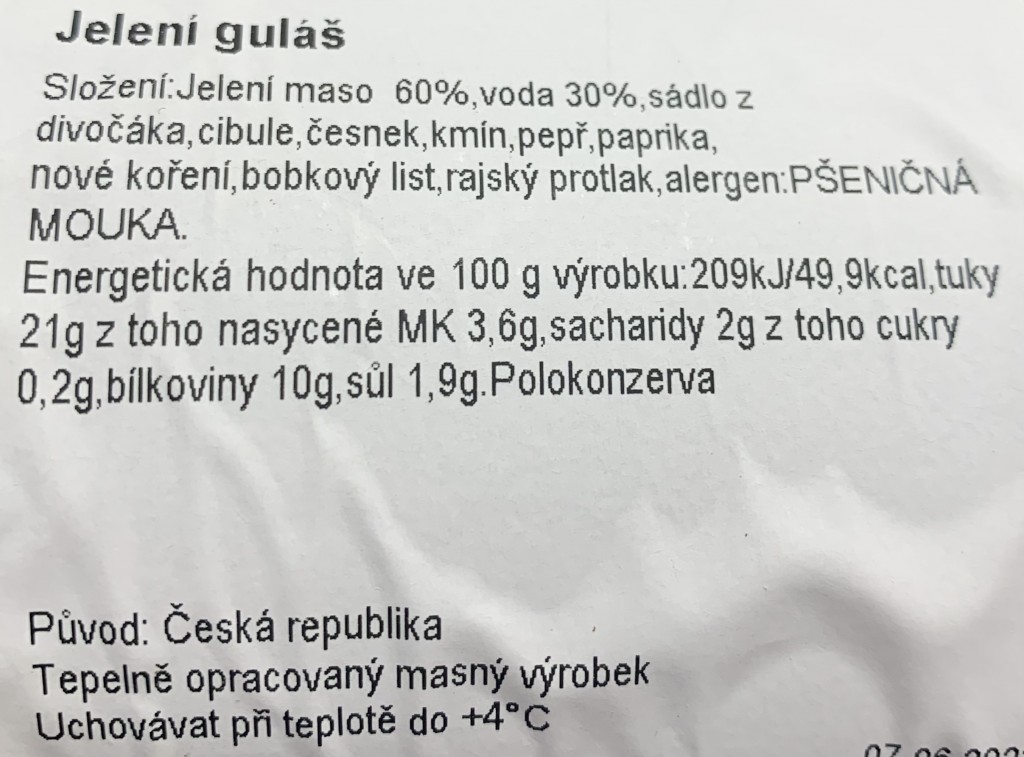 Jelení guláš
Složení:Jelení maso 60%,voda 30%,sádlo z
divočáka,cibule,česnek,kmín,pepř,paprika,
nové koření,bobkový list,rajský protlak,alergen:PŠENIČNÁ
MOUKA.
Energetická hodnota ve 100 g výrobku:209kJ/49,9kcal,tuky
21g z toho nasycené MK 3,6g,sacharidy 2g z toho cukry
0,2g,bílkoviny 10g,sůl 1,9g.Polokonzerva
Původ: Česká republika
Tepelně opracovaný masný výrobek
Uchovávat při teplotě do +4°C